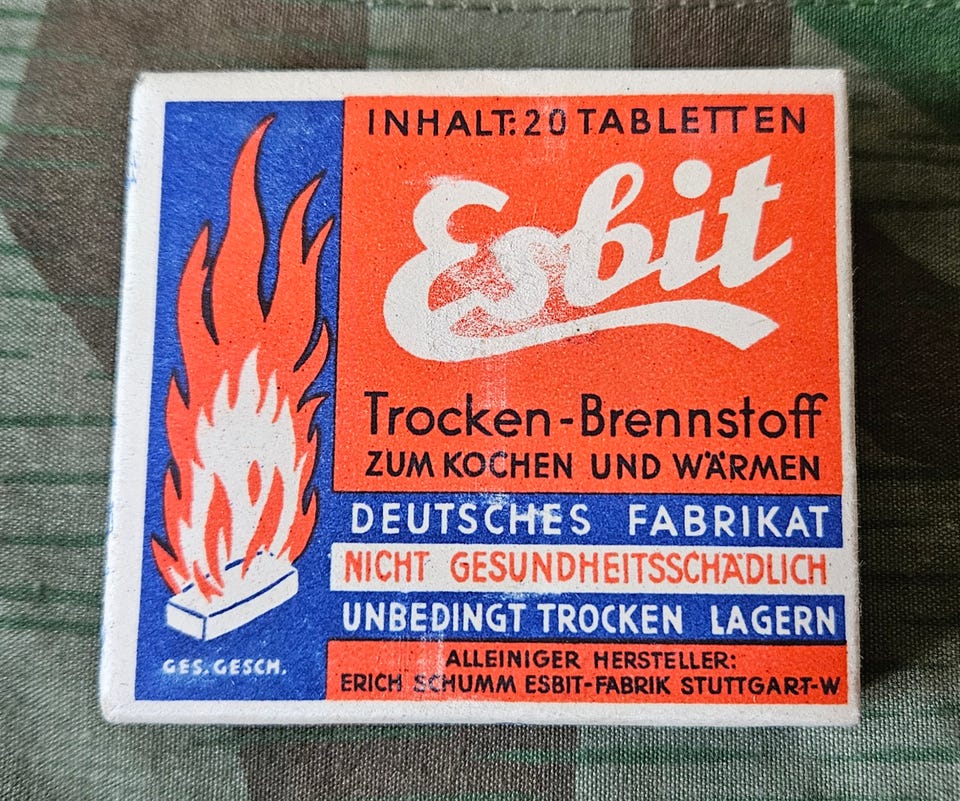 INHALT: 20 TABLETTEN
Esbit
Trocken-Brennstoff
ZUM KOCHEN UND WÄRMEN
DEUTSCHES FABRIKAT
NICHT GESUNDHEITSSCHÄDLICH
UNBEDINGT TROCKEN LAGERN
GES. GESCH.
ALLEINIGER HERSTELLER:
ERICH SCHUMM ESBIT-FABRIK STUTTGART-W